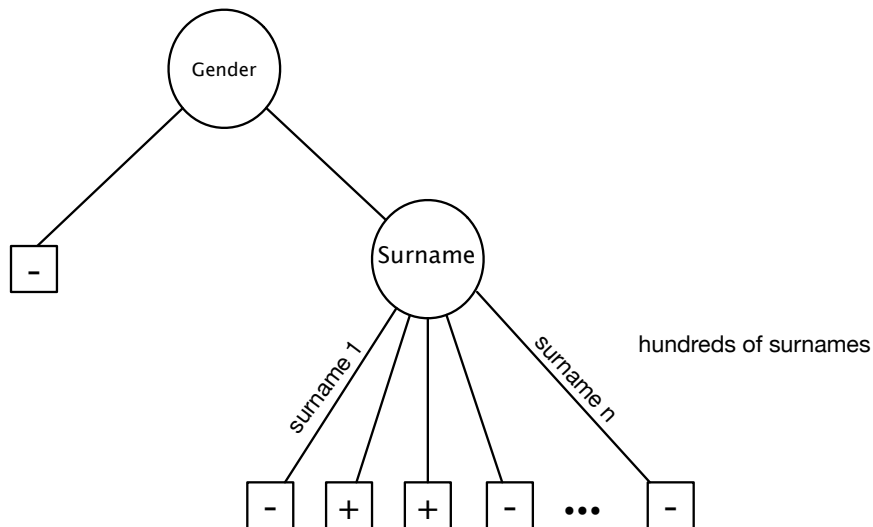 Gender
-
Surname
hundreds of surnames
surname 1
surname n
- + + - ••• -